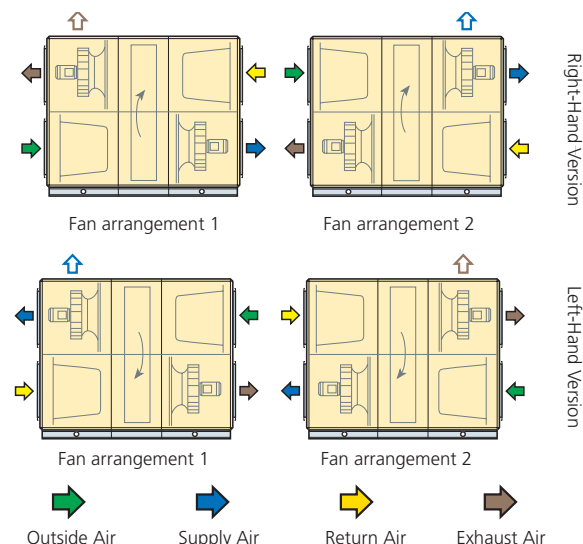 Right-Hand Version
Fan arrangement 1
Fan arrangement 2
Left-Hand Version
Fan arrangement 1
Fan arrangement 2
Outside Air
Supply Air
Return Air
Exhaust Air